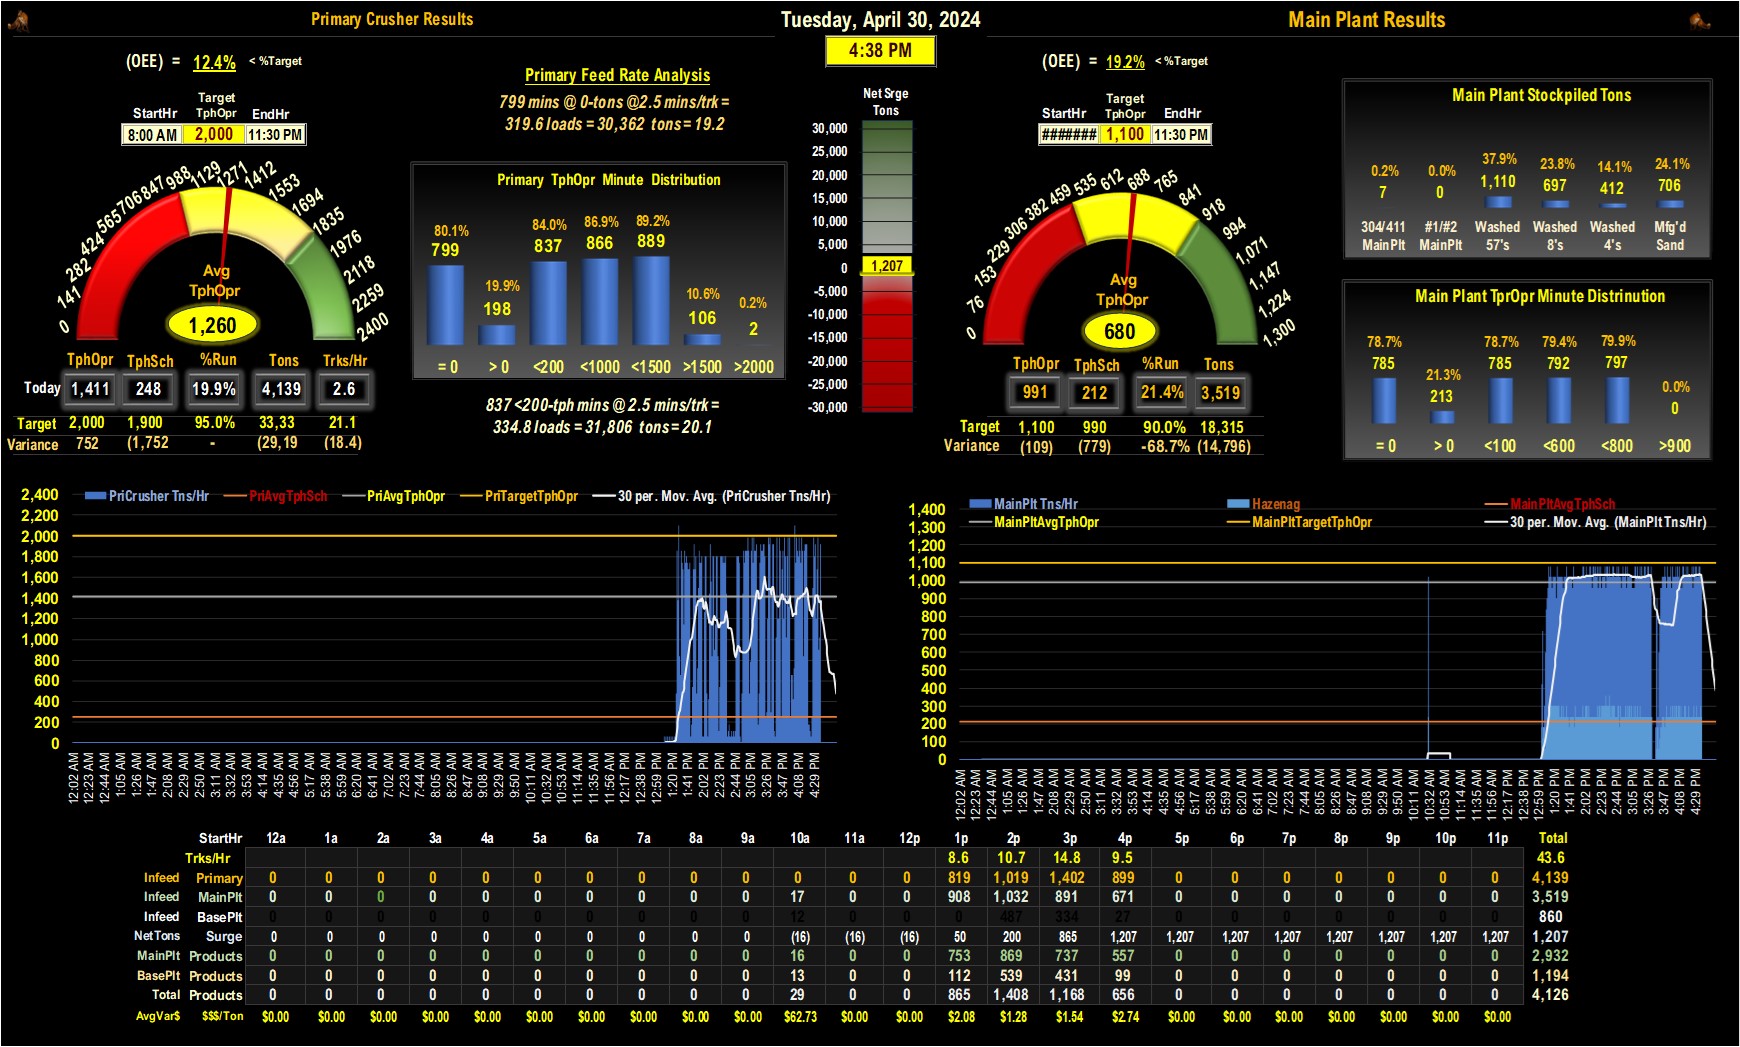 Primary Crusher Results
Tuesday, April 30, 2024
Main Plant Results
4:38 PM
(OEE) = 12.4% < %Target
StartHr Target TphOpr EndHr
8:00 AM 2,000 11:30 PM
0 141 282 424 565 706 847 988 1129 1271 1412 1553 1694 1835 1976 2118 2259 2400
Avg
TphOpr
1,260
TphOpr TphSch %Run Tons Trks/Hr
Today 1,411 248 19.9% 4,139 2.6
Target 2,000 1,900 95.0% 33,33 21.1
Variance 752 (1,752 - (29,19 (18.4)
Primary Feed Rate Analysis
799 mins @ 0-tons @2.5 mins/trk =
319.6 loads = 30,362 tons = 19.2
Primary TphOpr Minute Distribution
80.1% 19.9% 84.0% 86.9% 89.2% 10.6% 0.2%
799 198 837 866 889 106 2
= 0 > 0 <200 <1000 <1500 >1500 >2000
837 <200-tph mins @ 2.5 mins/trk =
334.8 loads = 31,806 tons = 20.1
Net Srge
Tons
30,000
25,000
20,000
15,000
10,000
5,000
0
1,207
-5,000
-10,000
-15,000
-20,000
-25,000
-30,000
(OEE) = 19.2% < %Target
StartHr Target TphOpr EndHr
####### 1,100 11:30 PM
0 76 153 229 306 382 459 535 612 688 765 841 918 994 1,071 1,147 1,224 1,300
Avg
TphOpr
680
TphOpr TphSch %Run Tons
991 212 21.4% 3,519
Target 1,100 990 90.0% 18,315
Variance (109) (779) -68.7% (14,796)
Main Plant Stockpiled Tons
0.2% 0.0% 37.9% 23.8% 14.1% 24.1%
7 0 1,110 697 412 706
304/411 #1/#2 Washed Washed Washed Mfg'd
MainPlt MainPlt 57's 8's 4's Sand
Main Plant TprOpr Minute Distrinution
78.7% 21.3% 78.7% 79.4% 79.9% 0.0%
785 213 785 792 797 0
= 0 > 0 <100 <600 <800 >900
PriCrusher Tns/Hr PriAvgTphSch PriAvgTphOpr PriTargetTphOpr 30 per. Mov. Avg. (PriCrusher Tns/Hr)
2,400
2,200
2,000
1,800
1,600
1,400
1,200
1,000
800
600
400
200
0
12:02 AM 12:23 AM 12:44 AM 1:05 AM 1:26 AM 1:47 AM 2:08 AM 2:29 AM 2:50 AM 3:11 AM 3:32 AM 3:53 AM 4:14 AM 4:35 AM 4:56 AM 5:17 AM 5:38 AM 5:59 AM 6:20 AM 6:41 AM 7:02 AM 7:23 AM 7:44 AM 8:05 AM 8:26 AM 8:47 AM 9:08 AM 9:29 AM 9:50 AM 10:11 AM 10:32 AM 10:53 AM 11:14 AM 11:35 AM 11:56 AM 12:17 PM 12:38 PM 12:59 PM 1:20 PM 1:41 PM 2:02 PM 2:23 PM 2:44 PM 3:05 PM 3:26 PM 3:47 PM 4:08 PM 4:29 PM
MainPlt Tns/Hr Hazenag MainPltAvgTphSch
MainPltAvgTphOpr MainPltTargetTphOpr 30 per. Mov. Avg. (MainPlt Tns/Hr)
1,400
1,300
1,200
1,100
1,000
900
800
700
600
500
400
300
200
100
0
12:02 AM 12:23 AM 12:44 AM 1:05 AM 1:26 AM 1:47 AM 2:08 AM 2:29 AM 2:50 AM 3:11 AM 3:32 AM 3:53 AM 4:14 AM 4:35 AM 4:56 AM 5:17 AM 5:38 AM 5:59 AM 6:20 AM 6:41 AM 7:02 AM 7:23 AM 7:44 AM 8:05 AM 8:26 AM 8:47 AM 9:08 AM 9:29 AM 9:50 AM 10:11 AM 10:32 AM 10:53 AM 11:14 AM 11:35 AM 11:56 AM 12:17 PM 12:38 PM 12:59 PM 1:20 PM 1:41 PM 2:02 PM 2:23 PM 2:44 PM 3:05 PM 3:26 PM 3:47 PM 4:08 PM 4:29 PM
StartHr 12a 1a 2a 3a 4a 5a 6a 7a 8a 9a 10a 11a 12p 1p 2p 3p 4p 5p 6p 7p 8p 9p 10p 11p Total
Trks/Hr 8.6 10.7 14.8 9.5 43.6
Infeed Primary 0 0 0 0 0 0 0 0 0 0 0 0 0 819 1,019 1,402 899 0 0 0 0 0 0 0 4,139
Infeed MainPlt 0 0 0 0 0 0 0 0 0 0 17 0 0 908 1,032 891 671 0 0 0 0 0 0 0 3,519
Infeed BasePlt 0 0 0 0 0 0 0 0 0 0 12 0 0 0 487 334 27 0 0 0 0 0 0 0 860
NetTons Surge 0 0 0 0 0 0 0 0 0 0 (16) (16) (16) 50 200 865 1,207 1,207 1,207 1,207 1,207 1,207 1,207 1,207 1,207
MainPlt Products 0 0 0 0 0 0 0 0 0 0 16 0 0 753 869 737 557 0 0 0 0 0 0 0 2,932
BasePlt Products 0 0 0 0 0 0 0 0 0 0 13 0 0 112 539 431 99 0 0 0 0 0 0 0 1,194
Total Products 0 0 0 0 0 0 0 0 0 0 29 0 0 865 1,408 1,168 656 0 0 0 0 0 0 0 4,126
AvgVar$ $$$/Ton $0.00 $0.00 $0.00 $0.00 $0.00 $0.00 $0.00 $0.00 $0.00 $0.00 $62.73 $0.00 $0.00 $2.08 $1.28 $1.54 $2.74 $0.00 $0.00 $0.00 $0.00 $0.00 $0.00 $0.00